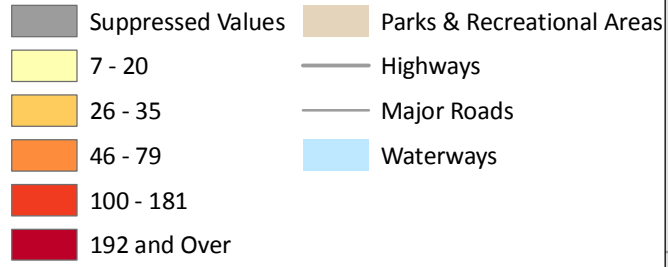 Suppressed Values
7 - 20
26 - 35
46 - 79
100 - 181
192 and Over
Parks & Recreational Areas
Highways
Major Roads
Waterways